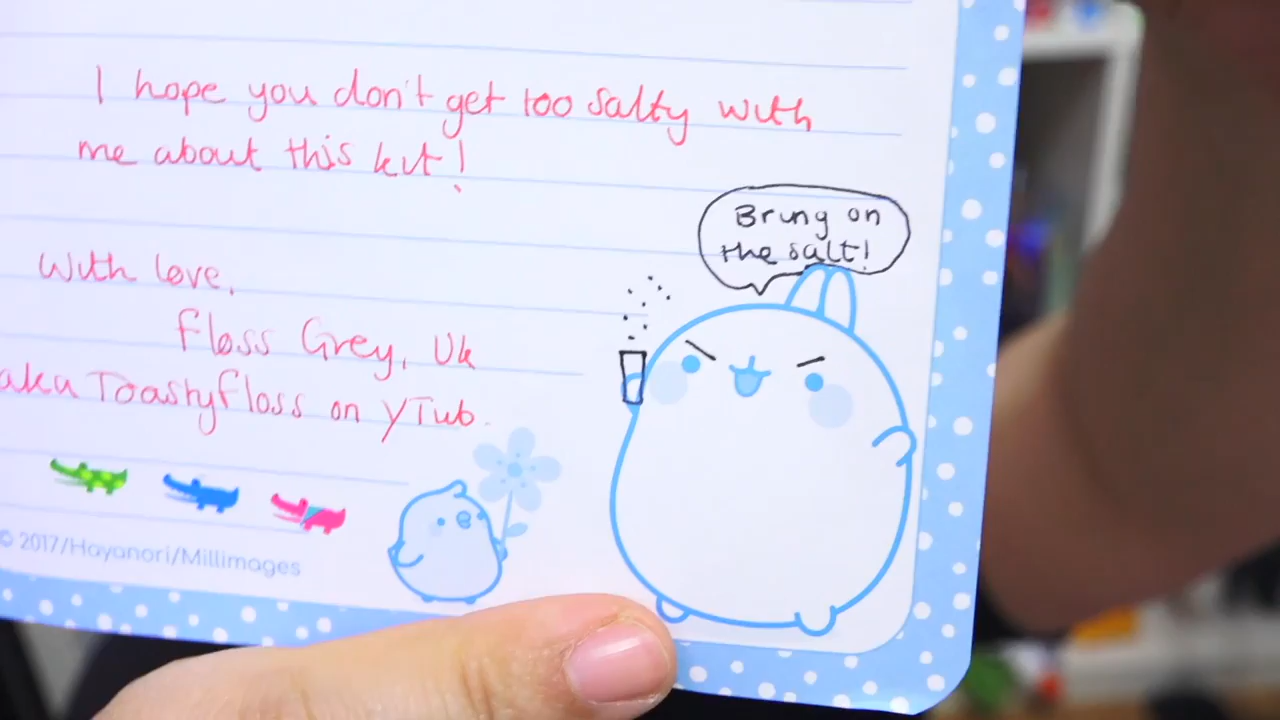 I hope you don't get too salty with
me about this kit!
Bring on
the salt!
With love,
Floss Grey, Uk
aka ToastyFloss on YTub.
© 2017/Hayanori/Millimages